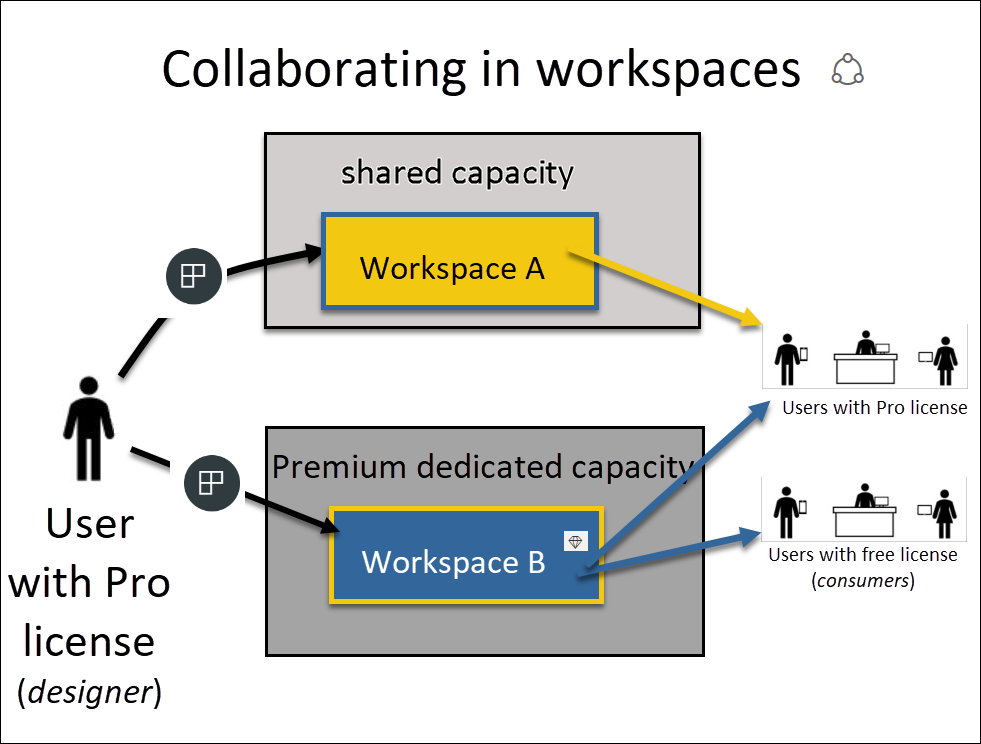 Collaborating in workspaces
shared capacity
Workspace A
Users with Pro license
Premium dedicated capacity
Workspace B
Users with free license
(consumers)
User
with Pro
license
(designer)